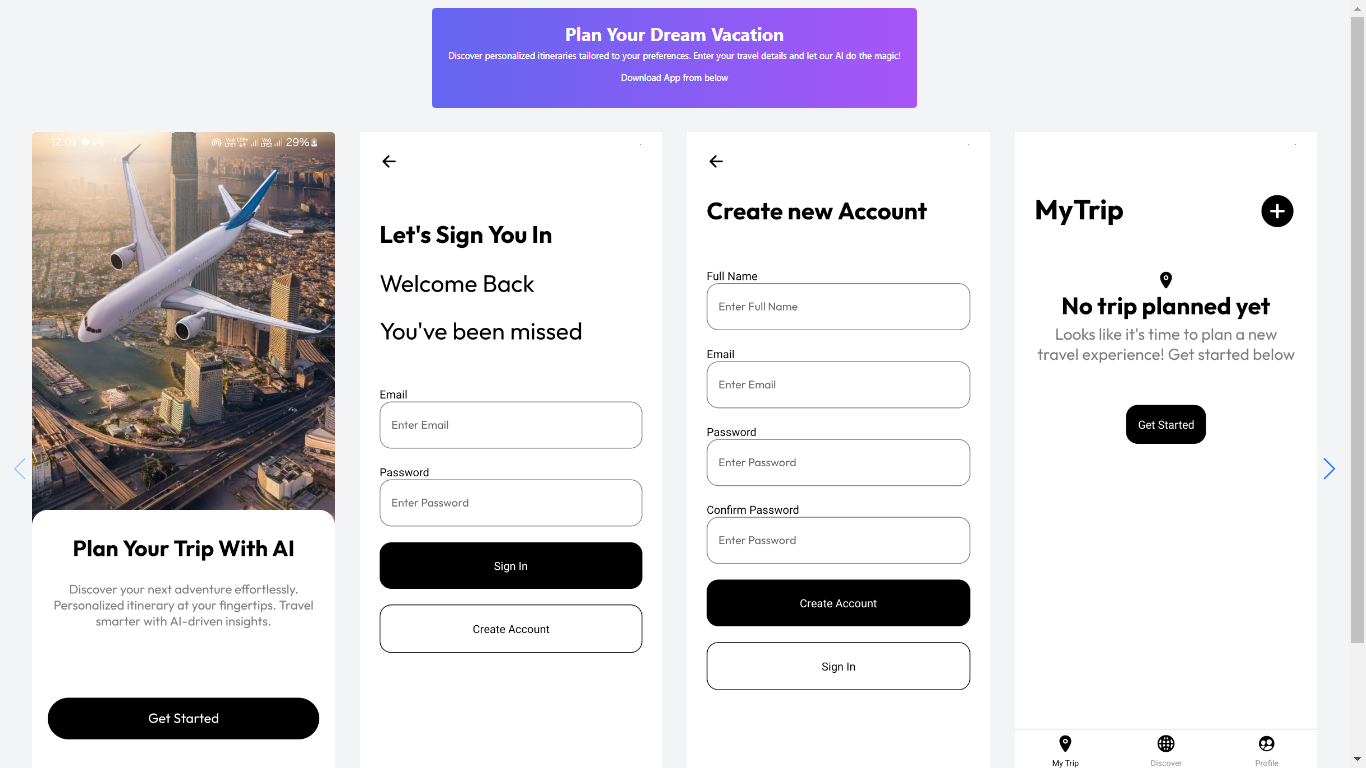 Plan Your Dream Vacation
Discover personalized itineraries tailored to your preferences. Enter your travel details and let our AI do the magic!
Download App from below
12:01
29%
Plan Your Trip With AI
Discover your next adventure effortlessly.
Personalized itinerary at your fingertips. Travel
smarter with AI-driven insights.
Get Started
Let's Sign You In
Welcome Back
You've been missed
Email
Enter Email
Password
Enter Password
Sign In
Create Account
Create new Account
Full Name
Enter Full Name
Email
Enter Email
Password
Enter Password
Confirm Password
Enter Password
Create Account
Sign In
MyTrip
No trip planned yet
Looks like it's time to plan a new
travel experience! Get started below
Get Started
My Trip
Discover
Profile